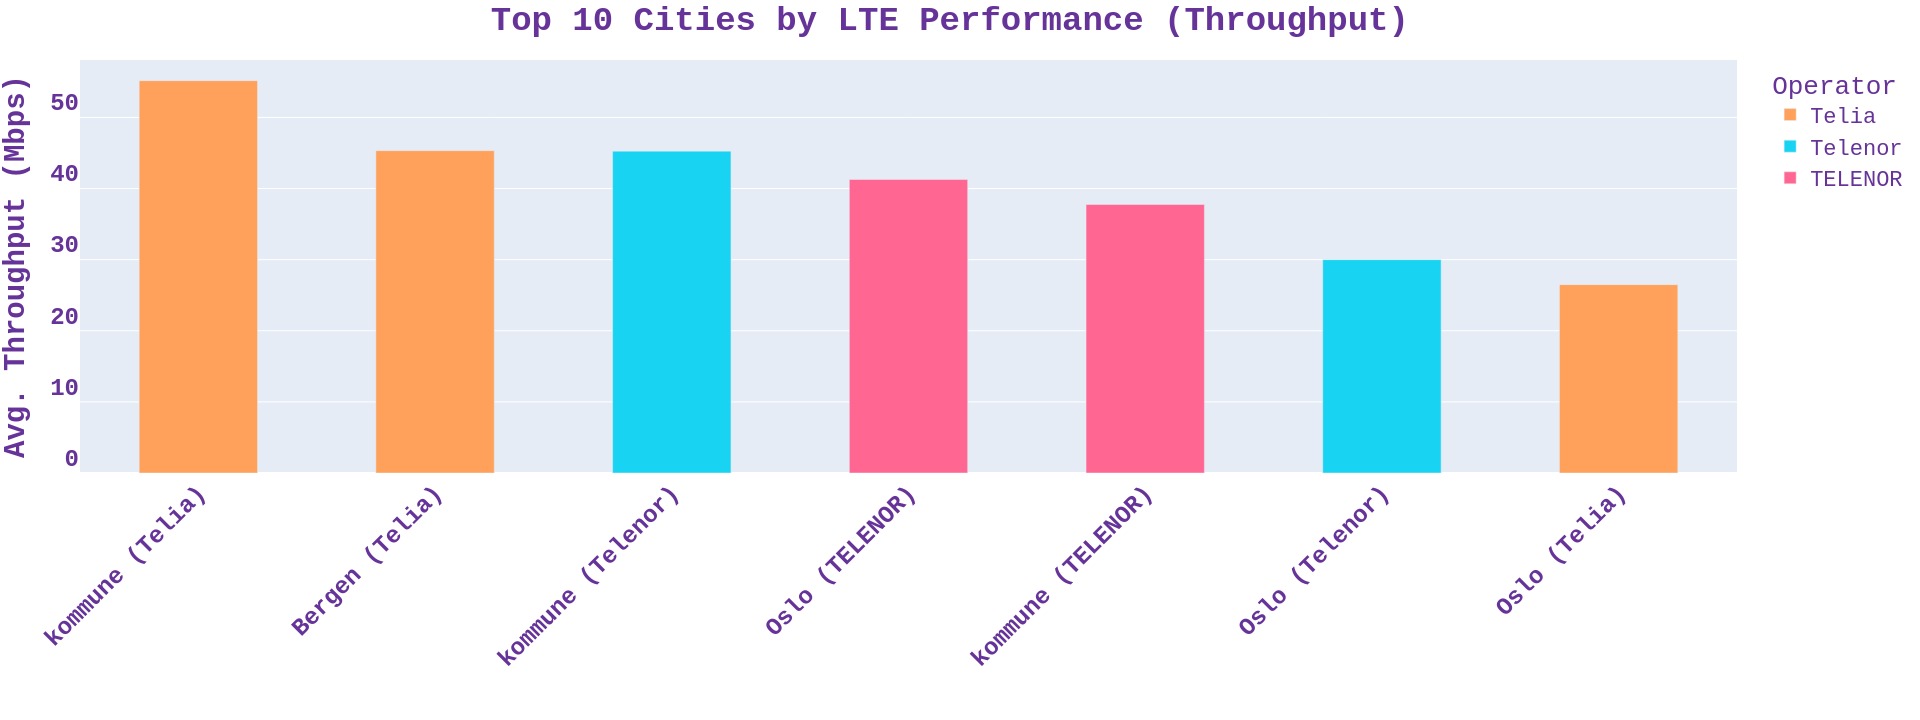 Top 10 Cities by LTE Performance (Throughput)
Avg. Throughput (Mbps)
50
40
30
20
10
0
kommune (Telia)
Bergen (Telia)
kommune (Telenor)
Oslo (TELENOR)
kommune (TELENOR)
Oslo (Telenor)
Oslo (Telia)
Operator
Telia
Telenor
TELENOR